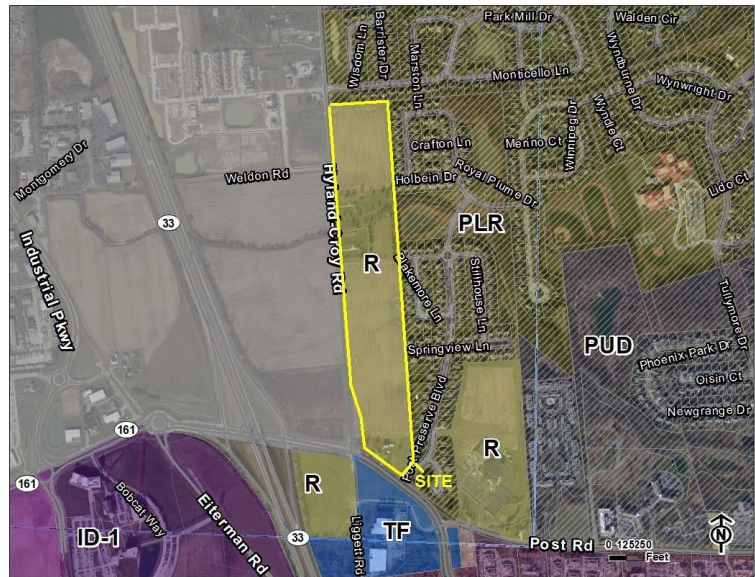 Park Mill Dr
Walden Cir
Barrister Dr
Wisdom Ln
Marston Ln
Monticello Ln
Wyndburne Dr
Wynwright Dr
Wyndle Ct
Winnipeg Dr
Merino Ct
Crafton Ln
Montgomery Dr
Weldon Rd
Holbein Dr
Royal Plume Dr
Lido Ct
33
Hyland-Croy Rd
PLR
Industrial Pkwy
R
Blakemore Ln
Stillhouse Ln
Tullymore Dr
Springview Ln
PUD
Phoenix Park Dr
Oisin Ct
Newgrange Dr
161
Post Preserve Blvd
R
161
SITE
R
Bobcat Way
Eiterman Rd
ID-1
Liggett Rd
TF
33
Post Rd
0 125250
Feet
N